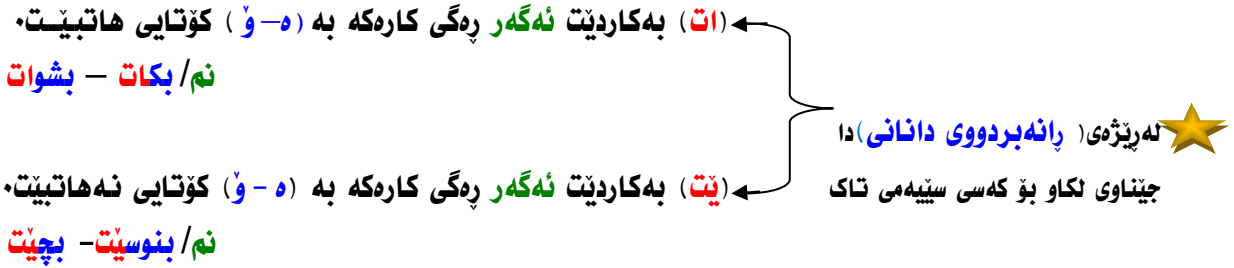 لەڕێژەی( ڕانەبردووی دانانی)دا
جێناوی لکاو بۆ کەسی سێیەمی تاک
(ات) بەکاردێت ئەگەر ڕەگی کارەکە بە (ە– ۆ) کۆتایی هاتبێـت.
نم/ بکات – بشوات
(ێت) بەکاردێت ئەگەر ڕەگی کارەکە بە (ە - ۆ) کۆتایی نەهاتبێت.
نم/ بنوسێت- بچێت